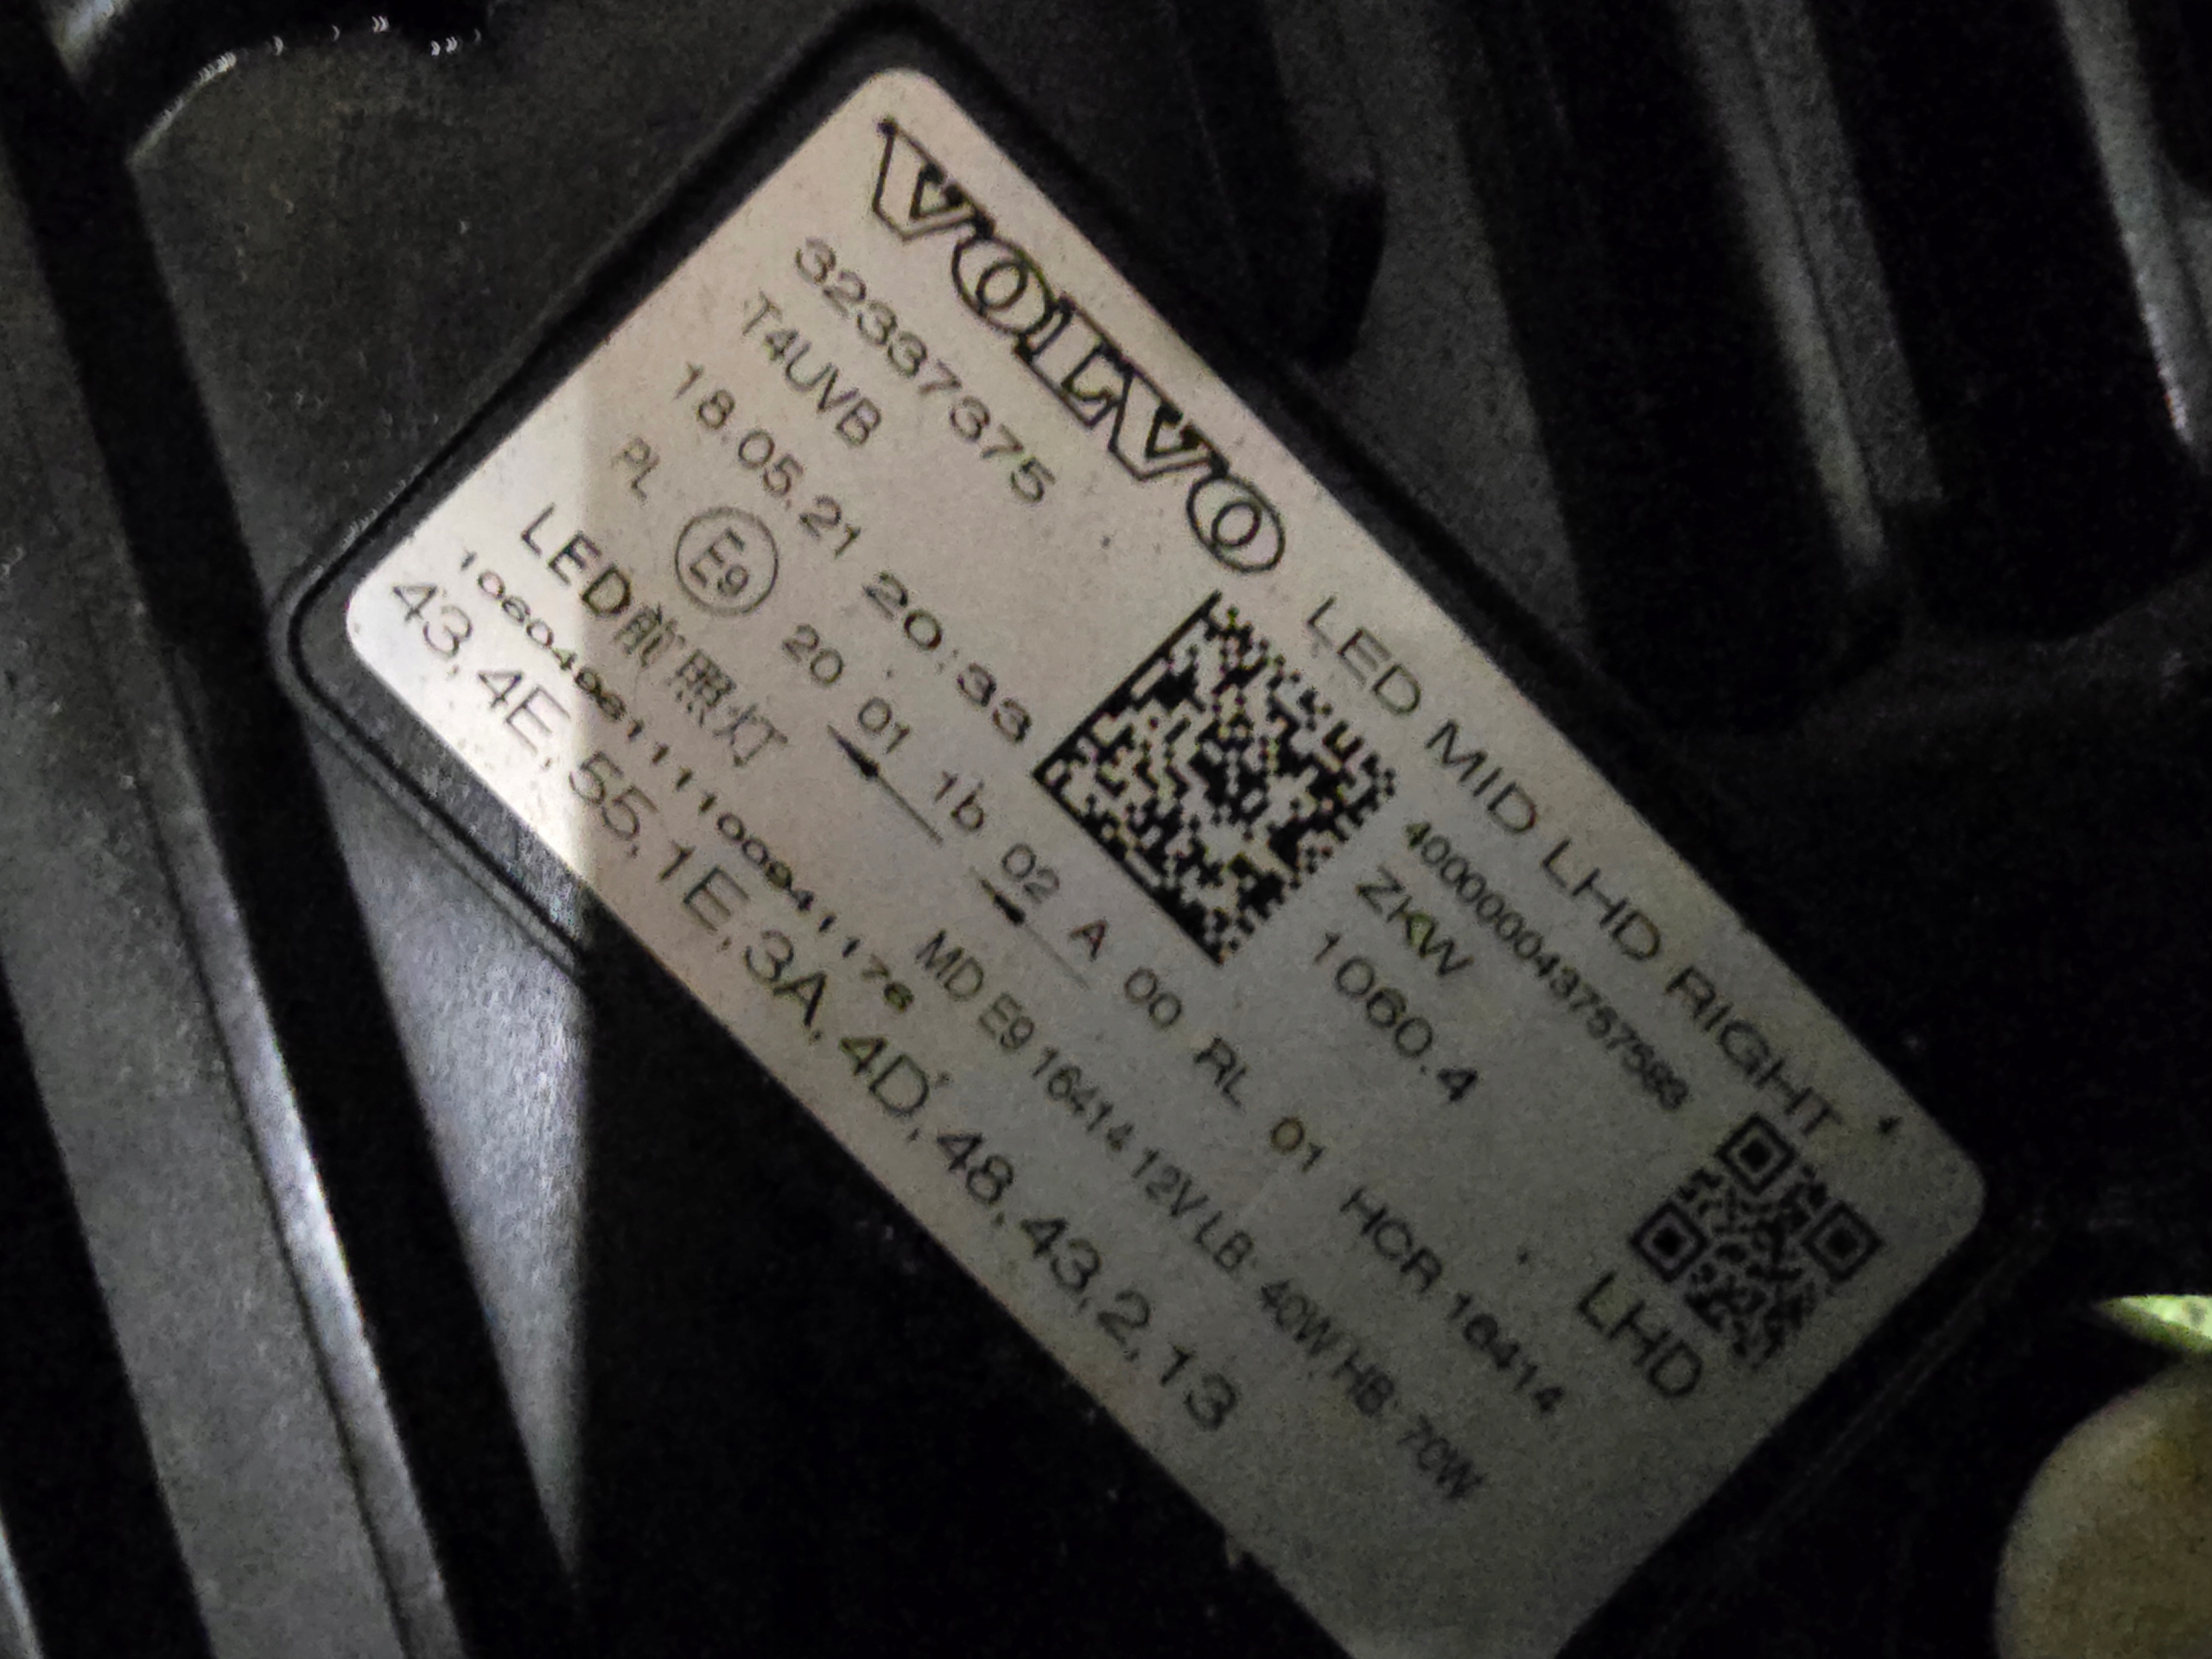 VOLVO LED MID LHD RIGHT
32337375
T4UVB
400000043757583
ZKW
18.05.21 20:33
1060.4
PL E9 20 01 1b 02 A 00 RL 01 HCR 16414
LHD
LED前照灯
MD E9 16414 12V LB: 40W HB: 70W
43,4E,55,1E,3A,4D,48,43,2,13